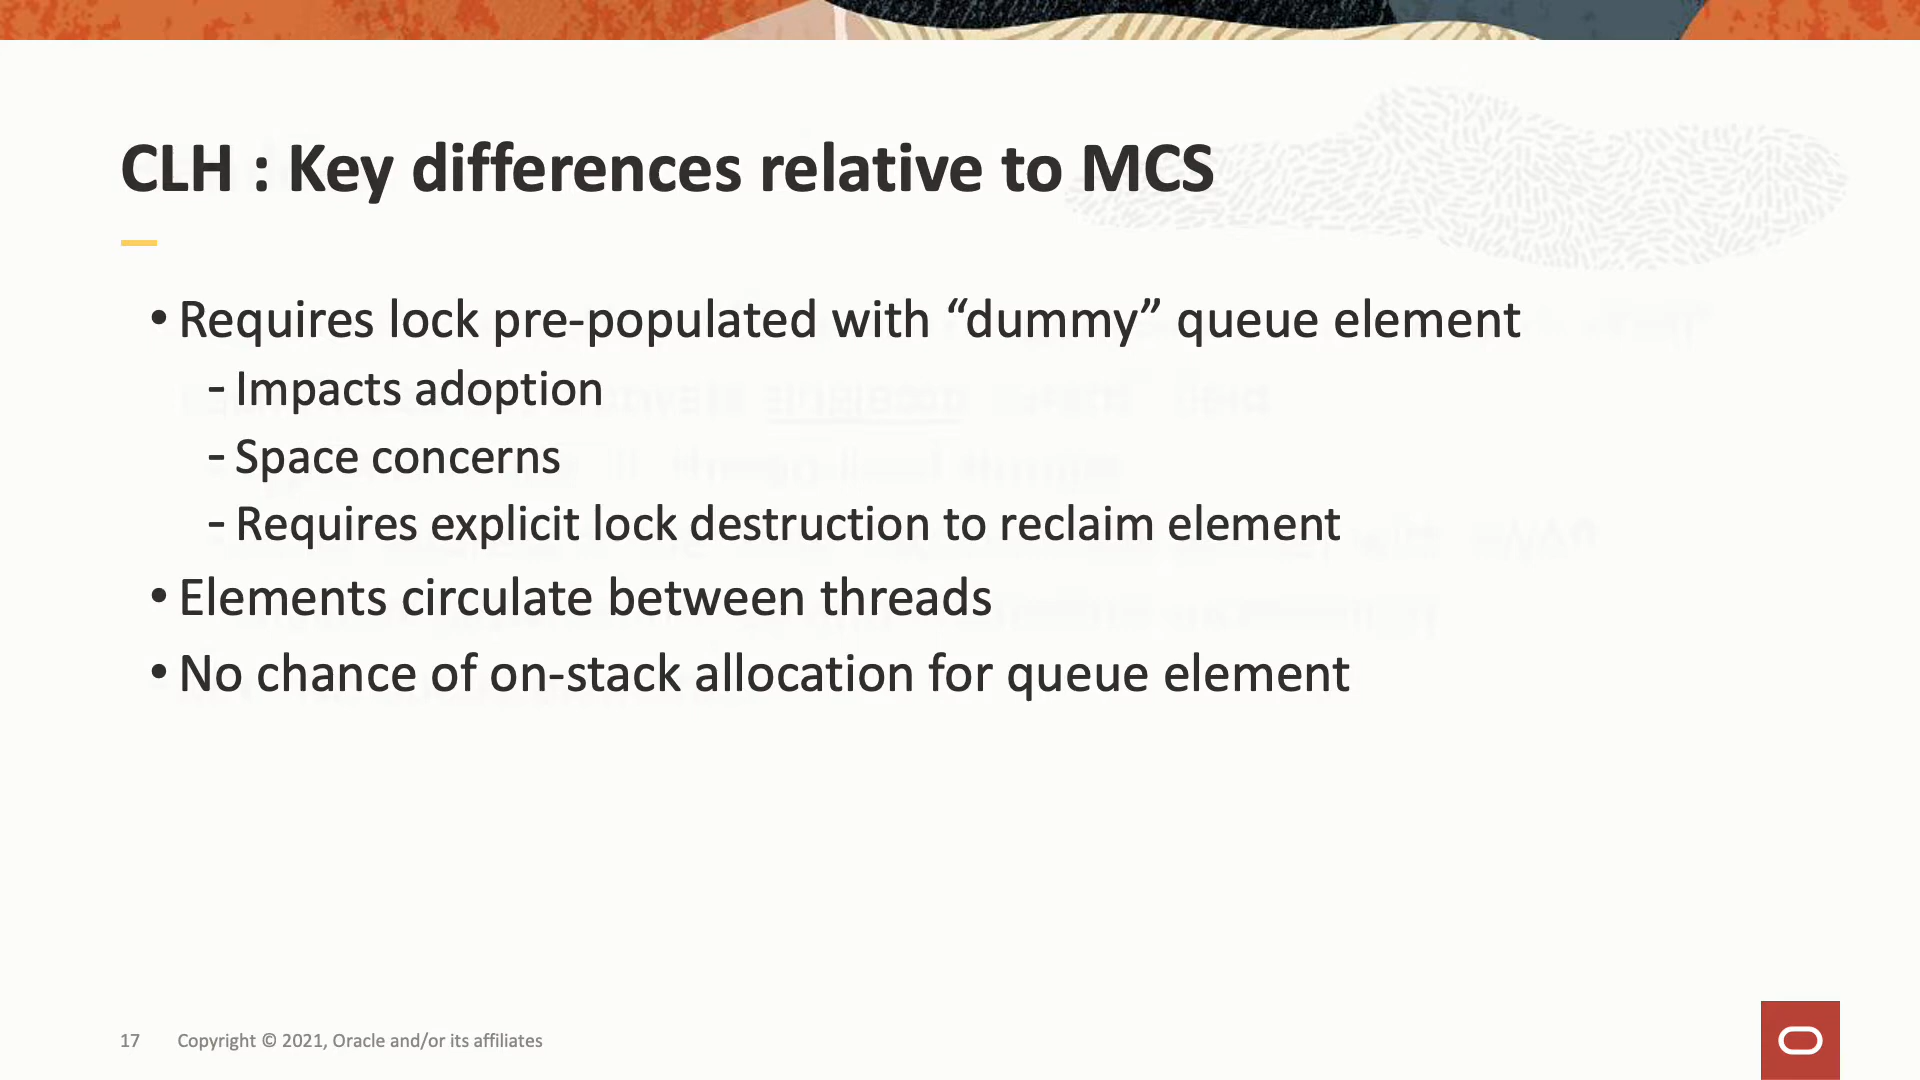 CLH : Key differences relative to MCS
• Requires lock pre-populated with “dummy” queue element
- Impacts adoption
- Space concerns
- Requires explicit lock destruction to reclaim element
• Elements circulate between threads
• No chance of on-stack allocation for queue element
17 Copyright © 2021, Oracle and/or its affiliates